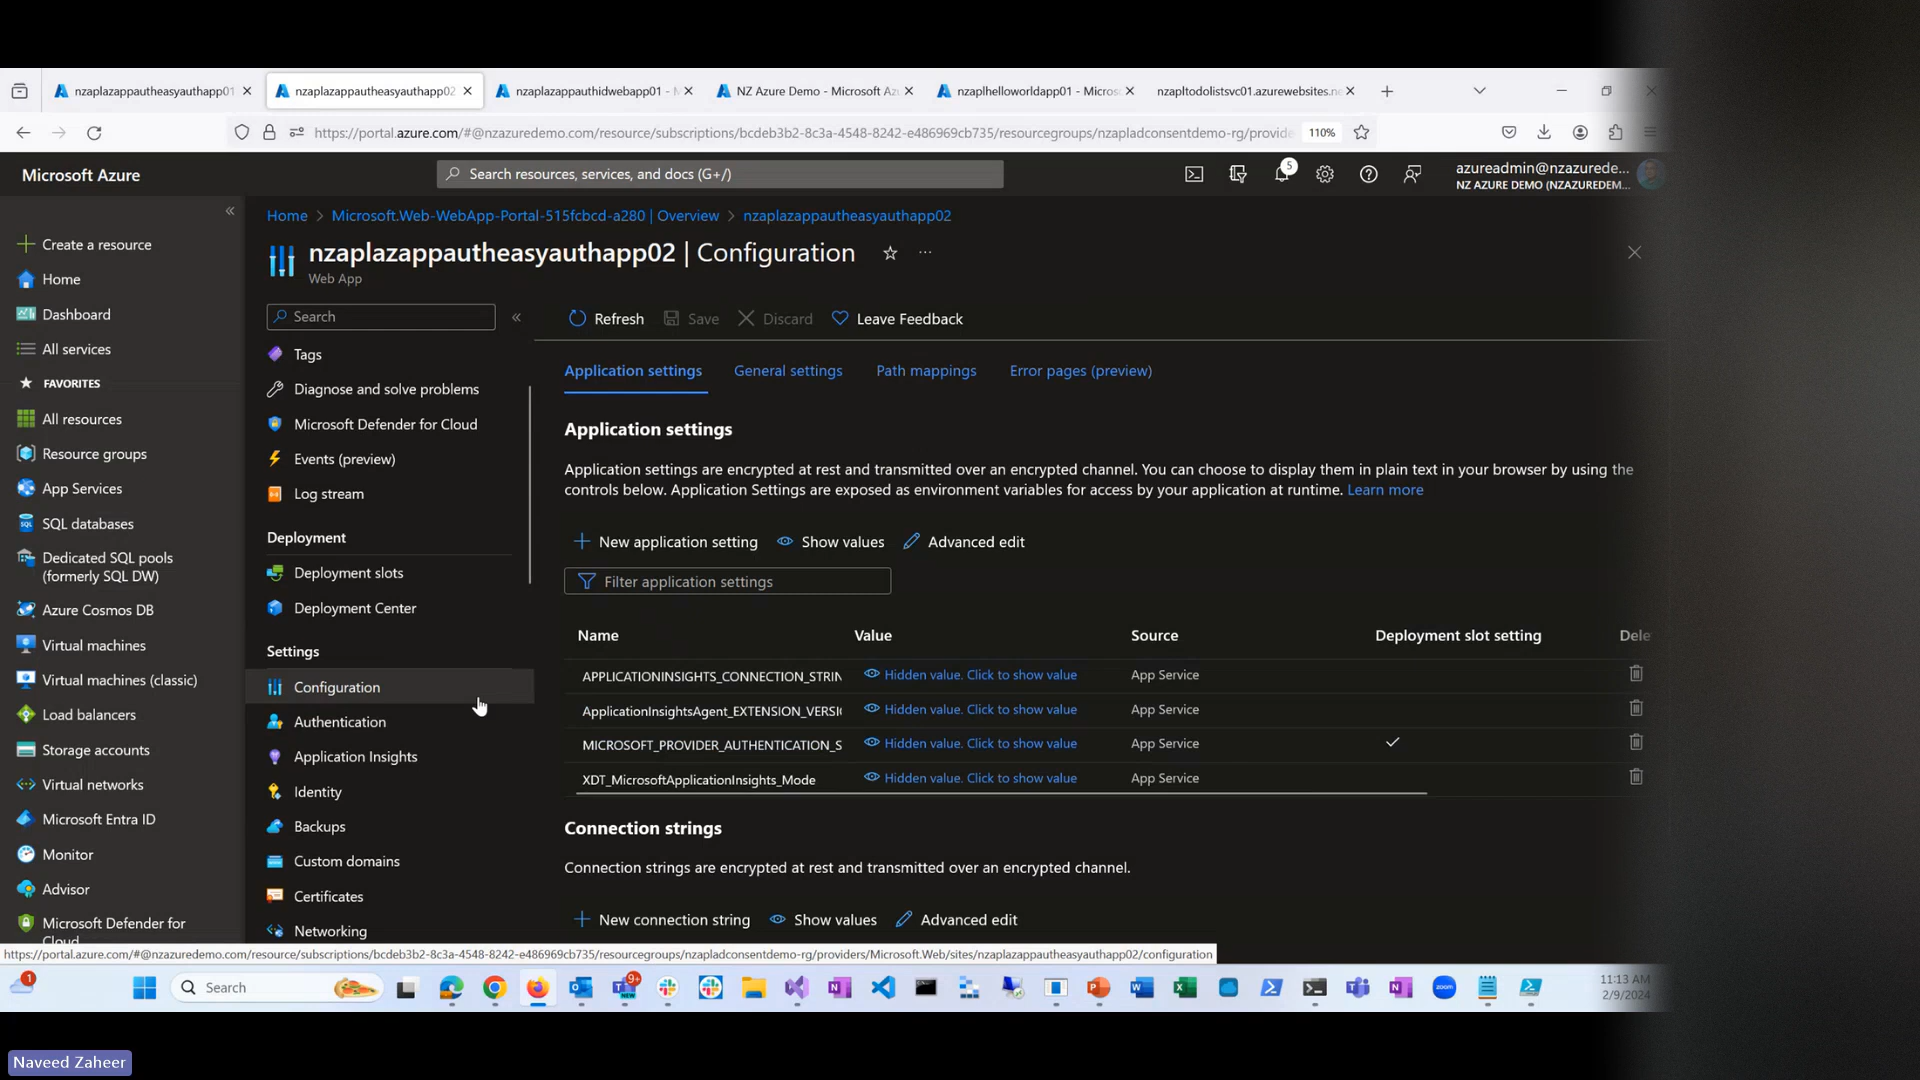 nzaplazappautheasyauthapp01
nzaplazappautheasyauthapp02
nzaplazappauthidwebapp01 - M
NZ Azure Demo - Microsoft Az
nzaplhelloworldapp01 - Micros
nzapltodolistsvc01.azurewebsites.ne
https://portal.azure.com/#@nzazuredemo.com/resource/subscriptions/bcdeb3b2-8c3a-4548-8242-e486969cb735/resourcegroups/nzapladconsentdemo-rg/provide
110%
Microsoft Azure
Search resources, services, and docs (G+/)
5
azureadmin@nzazurede...
NZ AZURE DEMO (NZAZUREDEM...
Home > Microsoft.Web-WebApp-Portal-515fcbcd-a280 | Overview > nzaplazappautheasyauthapp02
nzaplazappautheasyauthapp02 | Configuration
Web App
Create a resource
Home
Dashboard
All services
FAVORITES
All resources
Resource groups
App Services
SQL databases
Dedicated SQL pools
(formerly SQL DW)
Azure Cosmos DB
Virtual machines
Virtual machines (classic)
Load balancers
Storage accounts
Virtual networks
Microsoft Entra ID
Monitor
Advisor
Microsoft Defender for
Cloud
Search
Tags
Diagnose and solve problems
Microsoft Defender for Cloud
Events (preview)
Log stream
Deployment
Deployment slots
Deployment Center
Settings
Configuration
Authentication
Application Insights
Identity
Backups
Custom domains
Certificates
Networking
Refresh
Save
Discard
Leave Feedback
Application settings
General settings
Path mappings
Error pages (preview)
Application settings
Application settings are encrypted at rest and transmitted over an encrypted channel. You can choose to display them in plain text in your browser by using the
controls below. Application Settings are exposed as environment variables for access by your application at runtime. Learn more
New application setting
Show values
Advanced edit
Filter application settings
Name Value Source Deployment slot setting Dele
APPLICATIONINSIGHTS_CONNECTION_STRIN Hidden value. Click to show value App Service
ApplicationInsightsAgent_EXTENSION_VERSI Hidden value. Click to show value App Service
MICROSOFT_PROVIDER_AUTHENTICATION_S Hidden value. Click to show value App Service
XDT_MicrosoftApplicationInsights_Mode Hidden value. Click to show value App Service
Connection strings
Connection strings are encrypted at rest and transmitted over an encrypted channel.
New connection string
Show values
Advanced edit
https://portal.azure.com/#@nzazuredemo.com/resource/subscriptions/bcdeb3b2-8c3a-4548-8242-e486969cb735/resourcegroups/nzapladconsentdemo-rg/providers/Microsoft.Web/sites/nzaplazappautheasyauthapp02/configuration
1
Search
9+
NEW
zoom
11:13 AM
2/9/2024
Naveed Zaheer